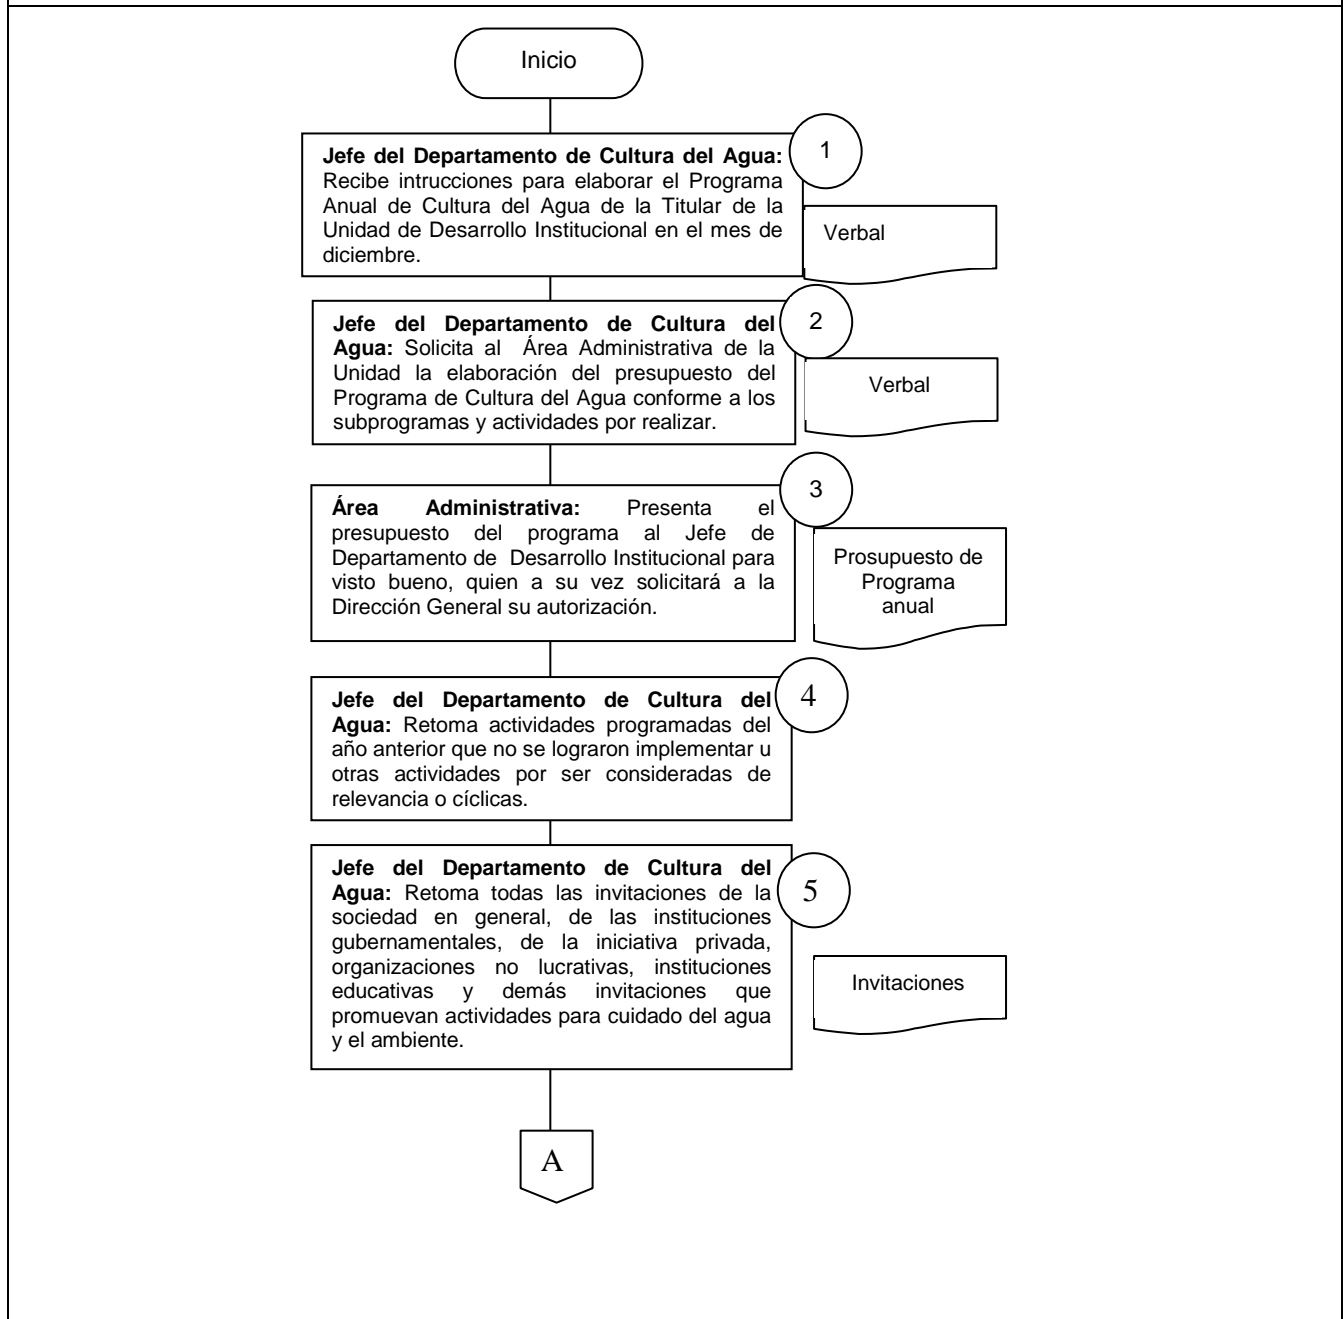 Inicio
Jefe del Departamento de Cultura del Agua:
Recibe intrucciones para elaborar el Programa
Anual de Cultura del Agua de la Titular de la
Unidad de Desarrollo Institucional en el mes de
diciembre.
1
Verbal
Jefe del Departamento de Cultura del
Agua: Solicita al Área Administrativa de la
Unidad la elaboración del presupuesto del
Programa de Cultura del Agua conforme a los
subprogramas y actividades por realizar.
2
Verbal
Área Administrativa: Presenta el
presupuesto del programa al Jefe de
Departamento de Desarrollo Institucional para
visto bueno, quien a su vez solicitará a la
Dirección General su autorización.
3
Prosupuesto de
Programa
anual
Jefe del Departamento de Cultura del
Agua: Retoma actividades programadas del
año anterior que no se lograron implementar u
otras actividades por ser consideradas de
relevancia o cíclicas.
4
Jefe del Departamento de Cultura del
Agua: Retoma todas las invitaciones de la
sociedad en general, de las instituciones
gubernamentales, de la iniciativa privada,
organizaciones no lucrativas, instituciones
educativas y demás invitaciones que
promuevan actividades para cuidado del agua
y el ambiente.
5
Invitaciones
A